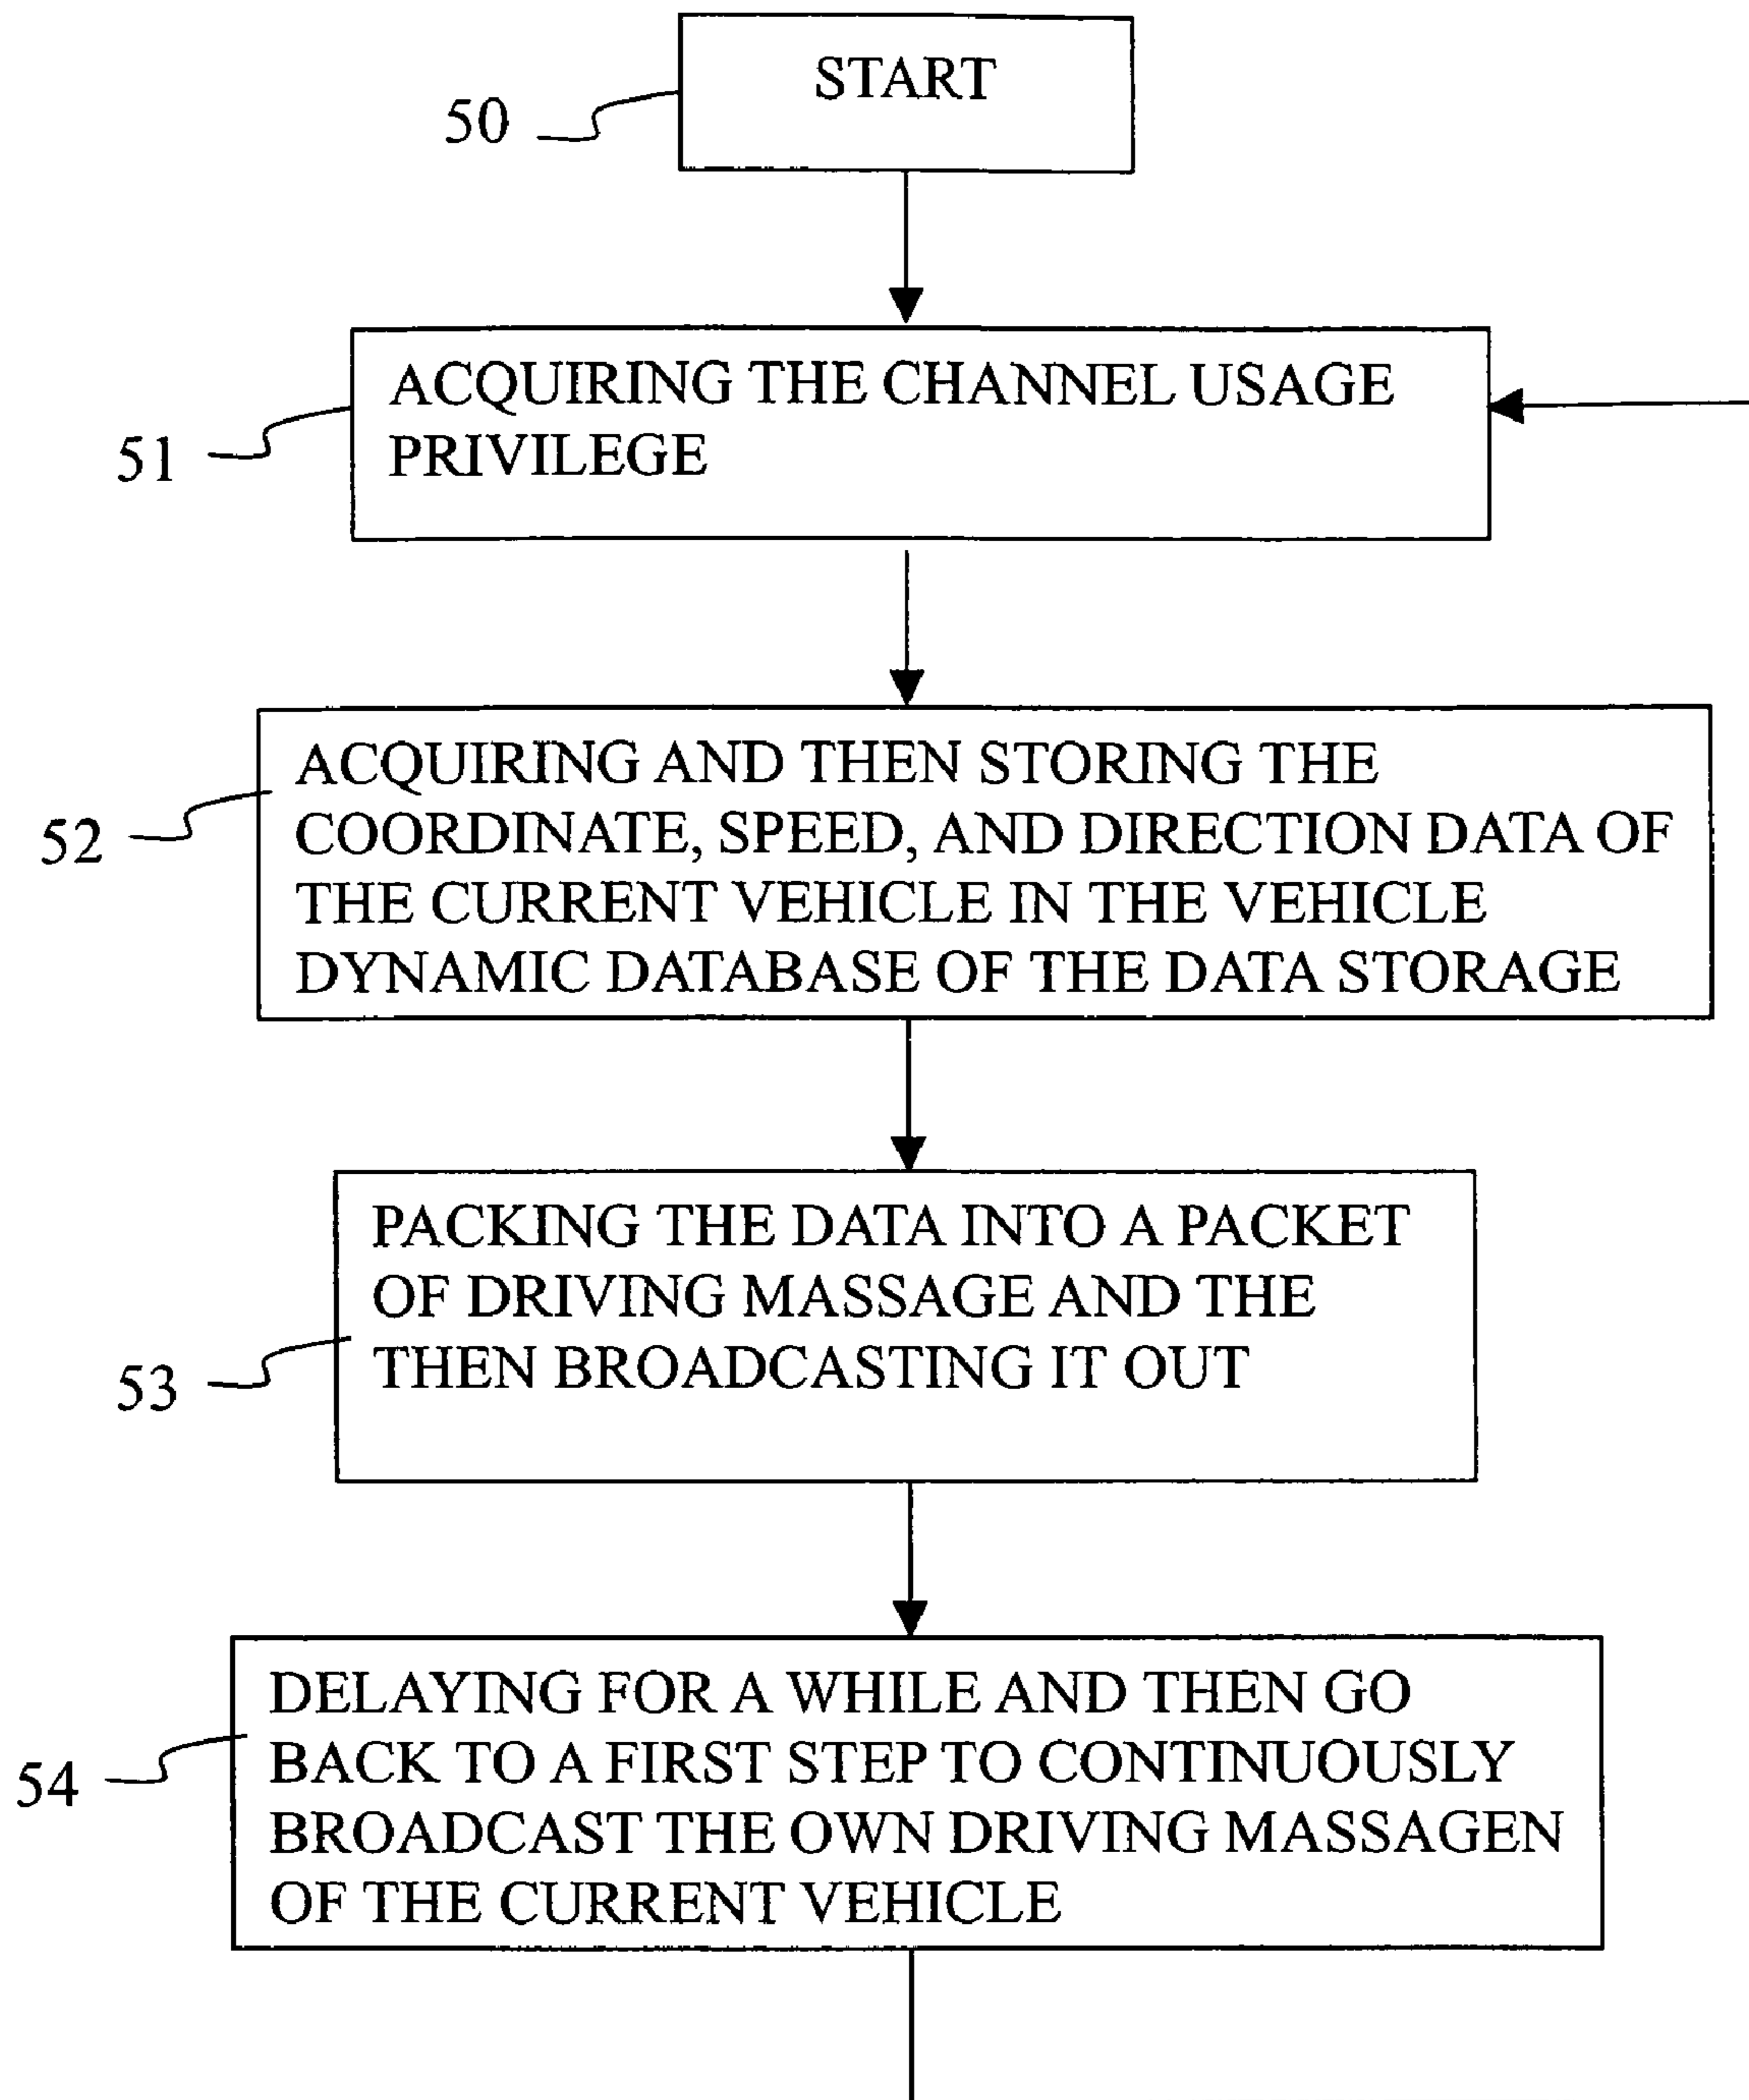 START
50
ACQUIRING THE CHANNEL USAGE
PRIVILEGE
51
ACQUIRING AND THEN STORING THE
COORDINATE, SPEED, AND DIRECTION DATA OF
THE CURRENT VEHICLE IN THE VEHICLE
DYNAMIC DATABASE OF THE DATA STORAGE
52
PACKING THE DATA INTO A PACKET
OF DRIVING MASSAGE AND THE
THEN BROADCASTING IT OUT
53
DELAYING FOR A WHILE AND THEN GO
BACK TO A FIRST STEP TO CONTINUOUSLY
BROADCAST THE OWN DRIVING MASSAGEN
OF THE CURRENT VEHICLE
54